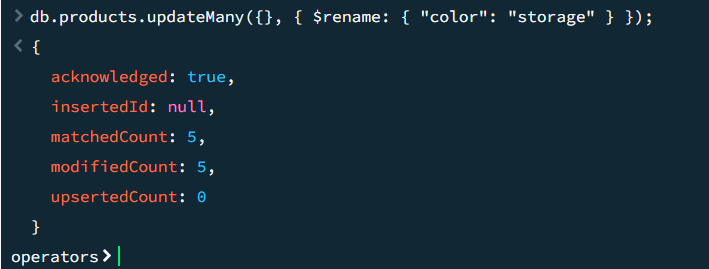 > db.products.updateMany({}, { $rename: { "color": "storage" } });
< {
acknowledged: true,
insertedId: null,
matchedCount: 5,
modifiedCount: 5,
upsertedCount: 0
}
operators>